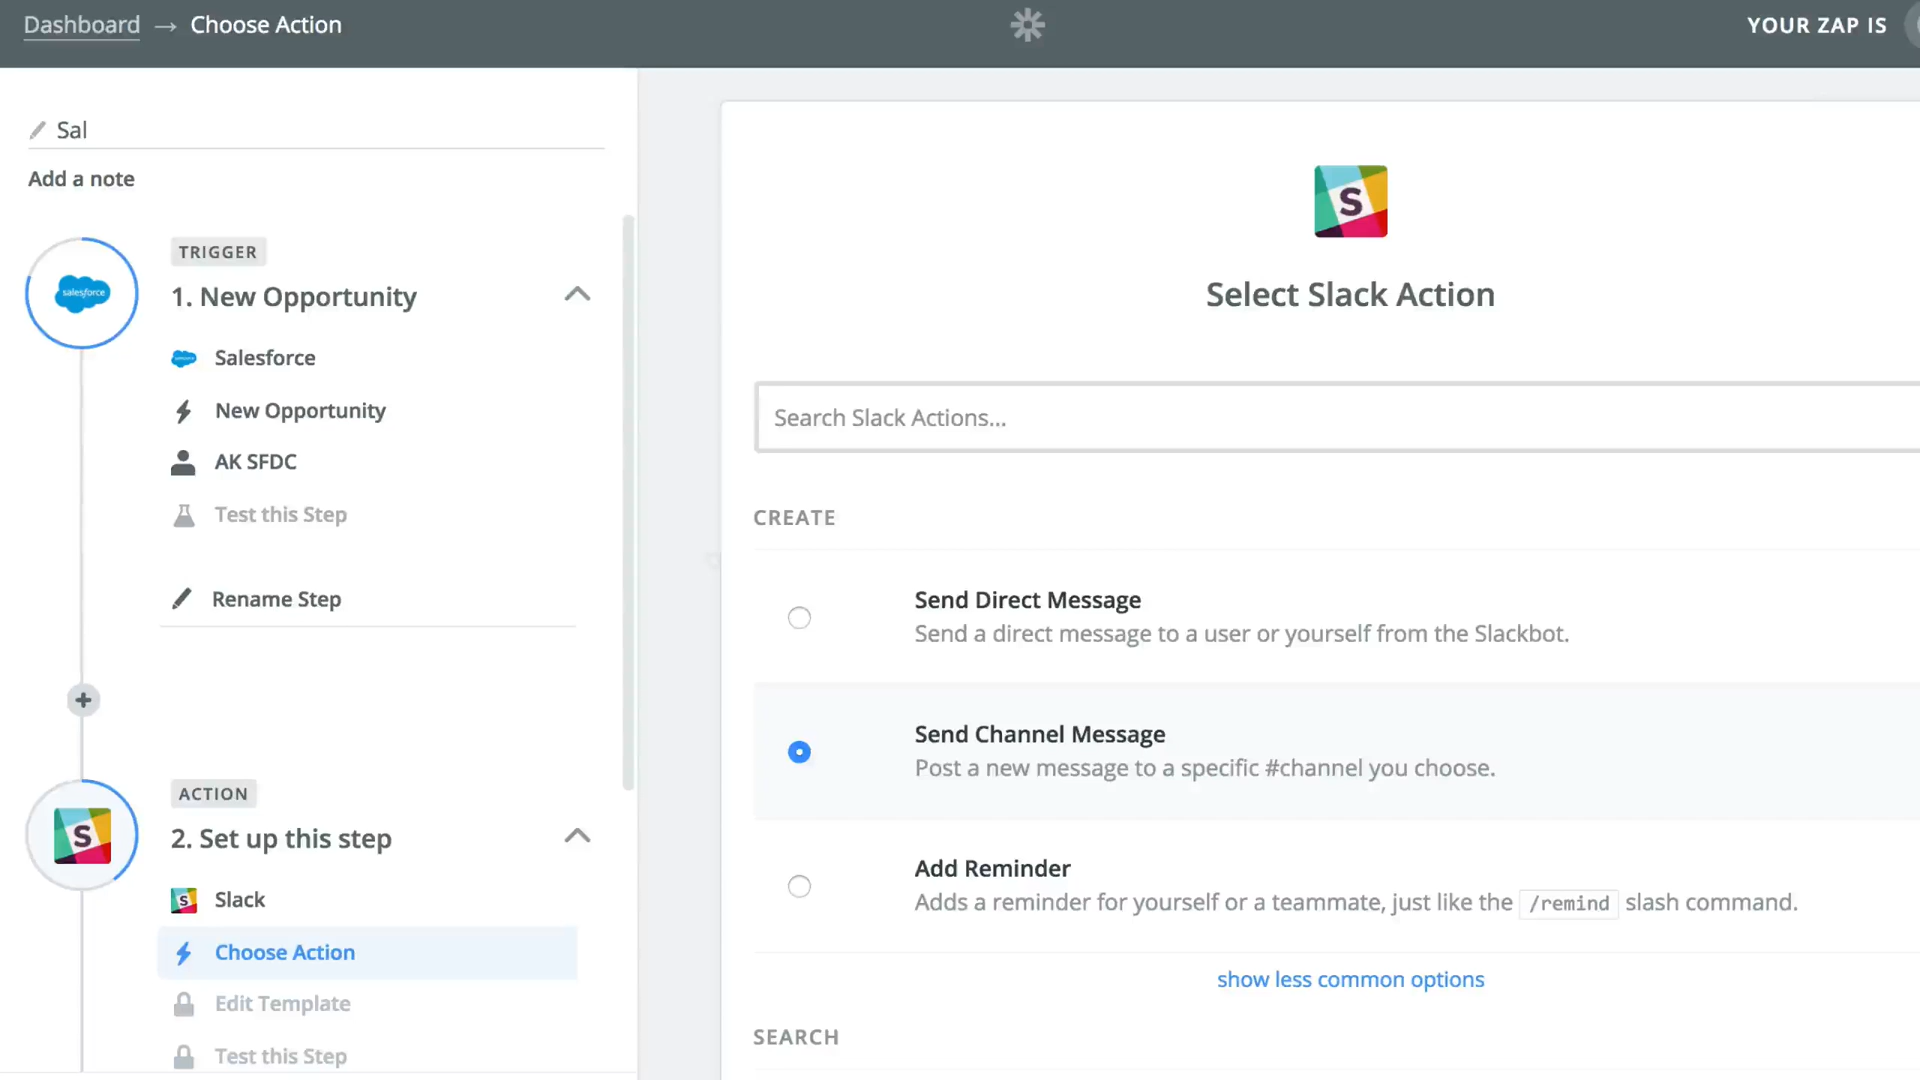 Dashboard → Choose Action
YOUR ZAP IS
Sal
Add a note
TRIGGER
1. New Opportunity
salesforce
Salesforce
New Opportunity
AK SFDC
Test this Step
Rename Step
ACTION
2. Set up this step
S
Slack
Choose Action
Edit Template
Test this Step
S
Select Slack Action
Search Slack Actions...
CREATE
Send Direct Message
Send a direct message to a user or yourself from the Slackbot.
Send Channel Message
Post a new message to a specific #channel you choose.
Add Reminder
Adds a reminder for yourself or a teammate, just like the /remind slash command.
show less common options
SEARCH